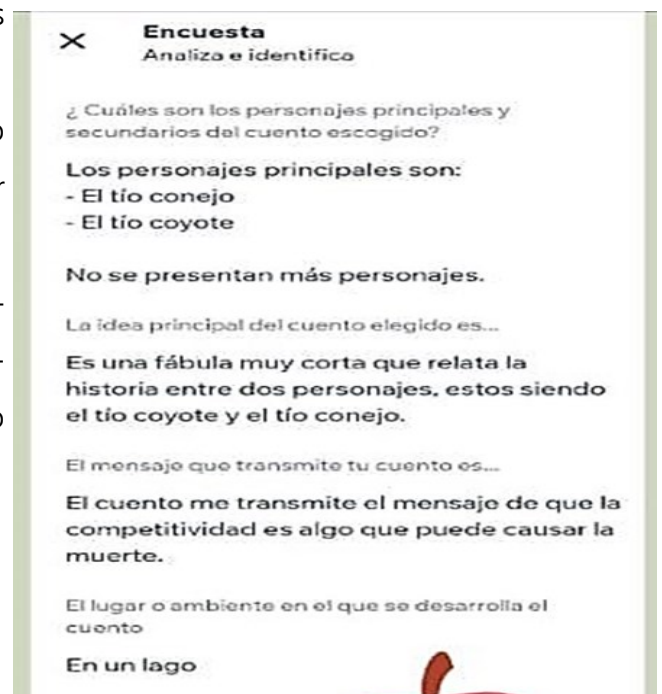 Encuesta
Analiza e identifica
¿ Cuáles son los personajes principales y
secundarios del cuento escogido?
Los personajes principales son:
- El tío conejo
- El tío coyote
No se presentan más personajes.
La idea principal del cuento elegido es...
Es una fábula muy corta que relata la
historia entre dos personajes, estos siendo
el tío coyote y el tío conejo.
El mensaje que transmite tu cuento es...
El cuento me transmite el mensaje de que la
competitividad es algo que puede causar la
muerte.
El lugar o ambiente en el que se desarrolla el
cuento
En un lago